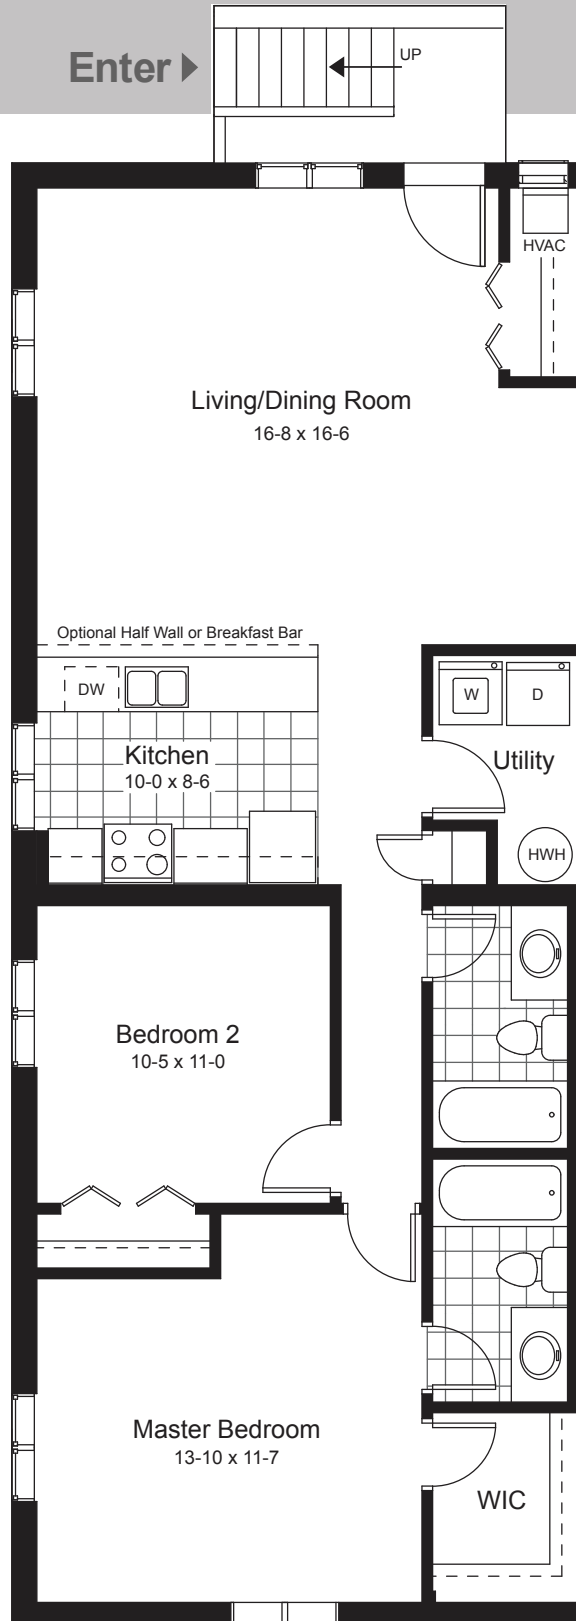 Enter
UP
HVAC
Living/Dining Room
16-8 x 16-6
Optional Half Wall or Breakfast Bar
DW
W
D
Kitchen
10-0 x 8-6
Utility
HWH
Bedroom 2
10-5 x 11-0
Master Bedroom
13-10 x 11-7
WIC